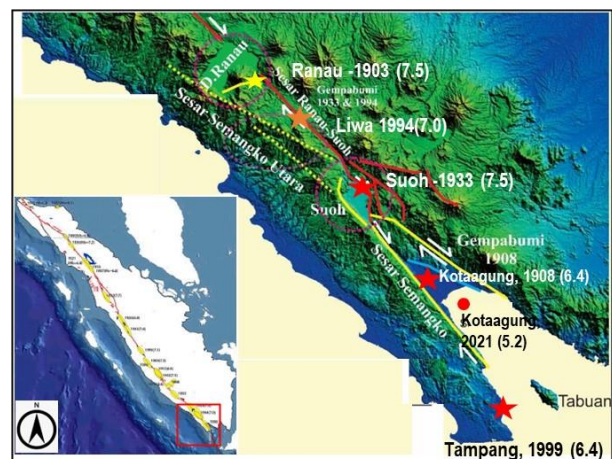 D.Ranau
Ranau -1903 (7.5)
Sesar Ranau-Suoh
Gempabumi
1933 & 1994
Liwa 1994(7.0)
Sesar Semangko Utara
Suoh -1933 (7.5)
Suoh
Gempabumi
1908
Sesar Semangko
Kotaagung, 1908 (6.4)
Kotaagung,
2021 (5.2)
Tabuan
Tampang, 1999 (6.4)
N